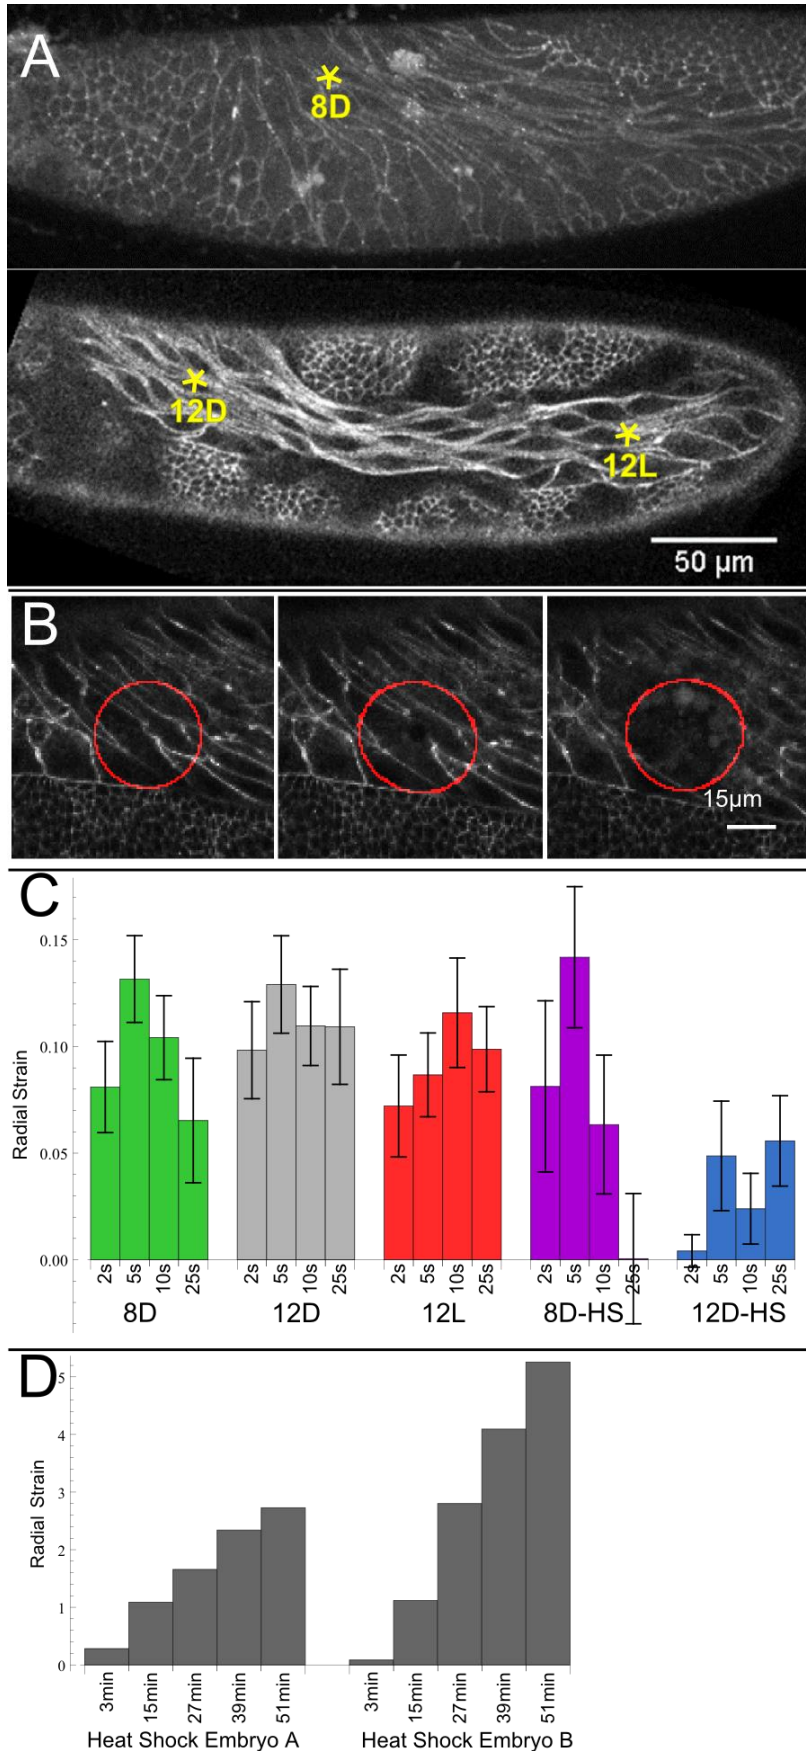 A
8D
12D
12L
50 µm
B
15µm
C
Radial Strain
0.15
0.10
0.05
0.00
2s 5s 10s 25s 2s 5s 10s 25s 2s 5s 10s 25s 2s 5s 10s 25s 2s 5s 10s 25s
8D 12D 12L 8D-HS 12D-HS
D
Radial Strain
5
4
3
2
1
0
3min 15min 27min 39min 51min 3min 15min 27min 39min 51min
Heat Shock Embryo A Heat Shock Embryo B